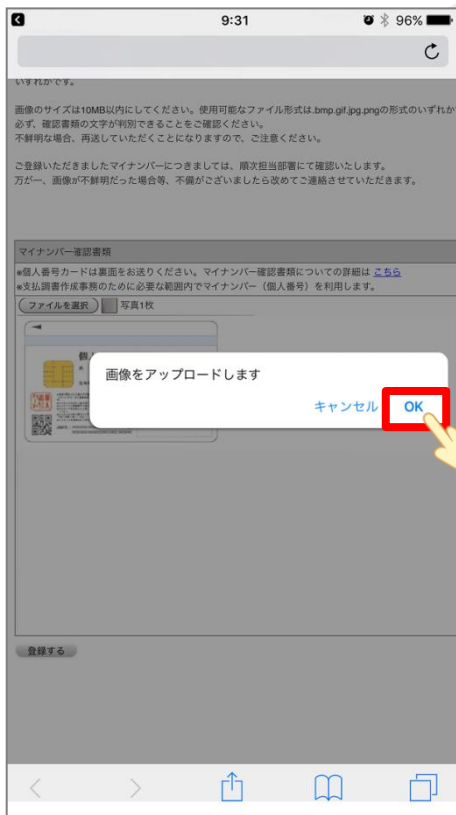 9:31
96%
いずれかです。
画像のサイズは10MB以内にしてください。使用可能なファイル形式は.bmp.gif.jpg.pngの形式のいずれか
必ず、確認書類の文字が判別できることをご確認ください。
不鮮明な場合、再送していただくことになりますので、ご注意ください。
ご登録いただきましたマイナンバーにつきましては、順次担当部署にて確認いたします。
万が一、画像が不鮮明だった場合等、不備がございましたら改めてご連絡させていただきます。
マイナンバー確認書類
※個人番号カードは裏面をお送りください。マイナンバー確認書類についての詳細は こちら
※支払調書作成事務のために必要な範囲内でマイナンバー（個人番号）を利用します。
ファイルを選択 写真1枚
個
画像をアップロードします
キャンセル OK
登録する